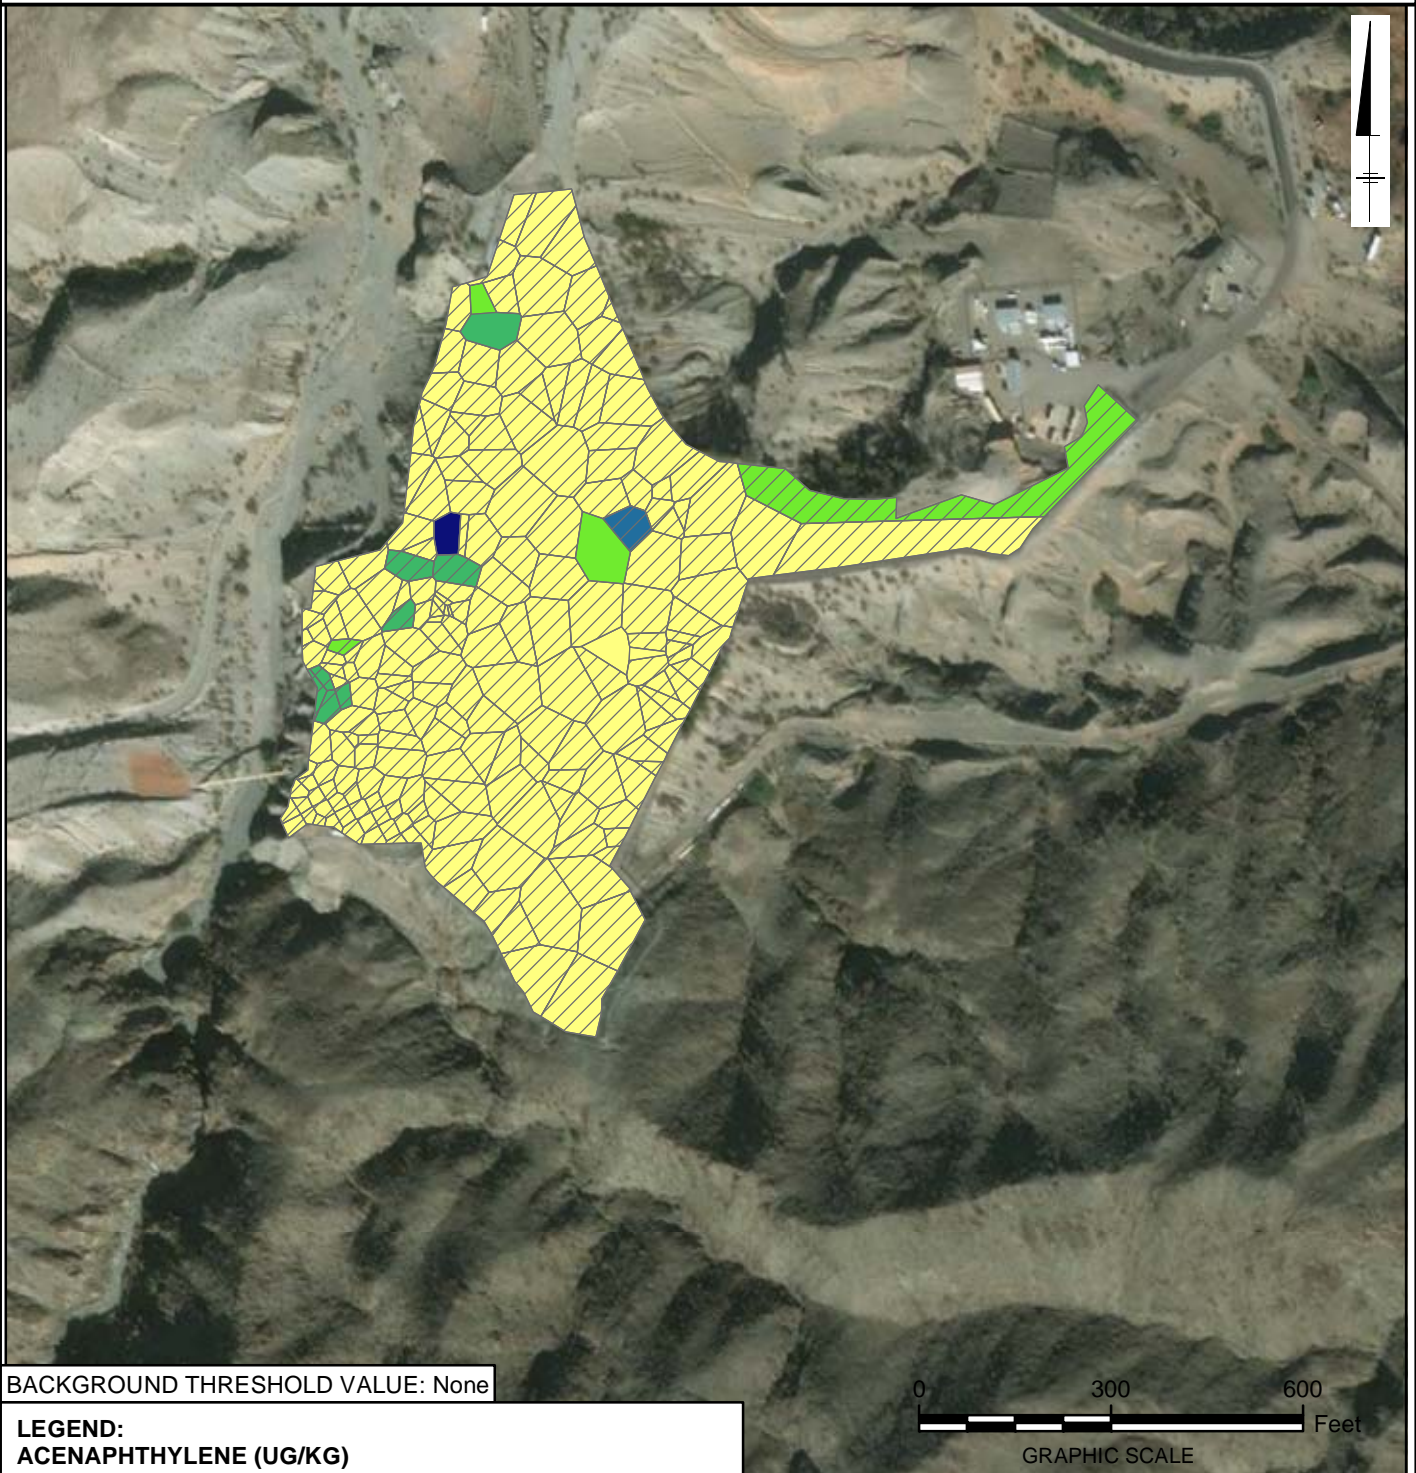 BACKGROUND THRESHOLD VALUE: None
LEGEND:
ACENAPHTHYLENE (UG/KG)
0 300 600
Feet
GRAPHIC SCALE